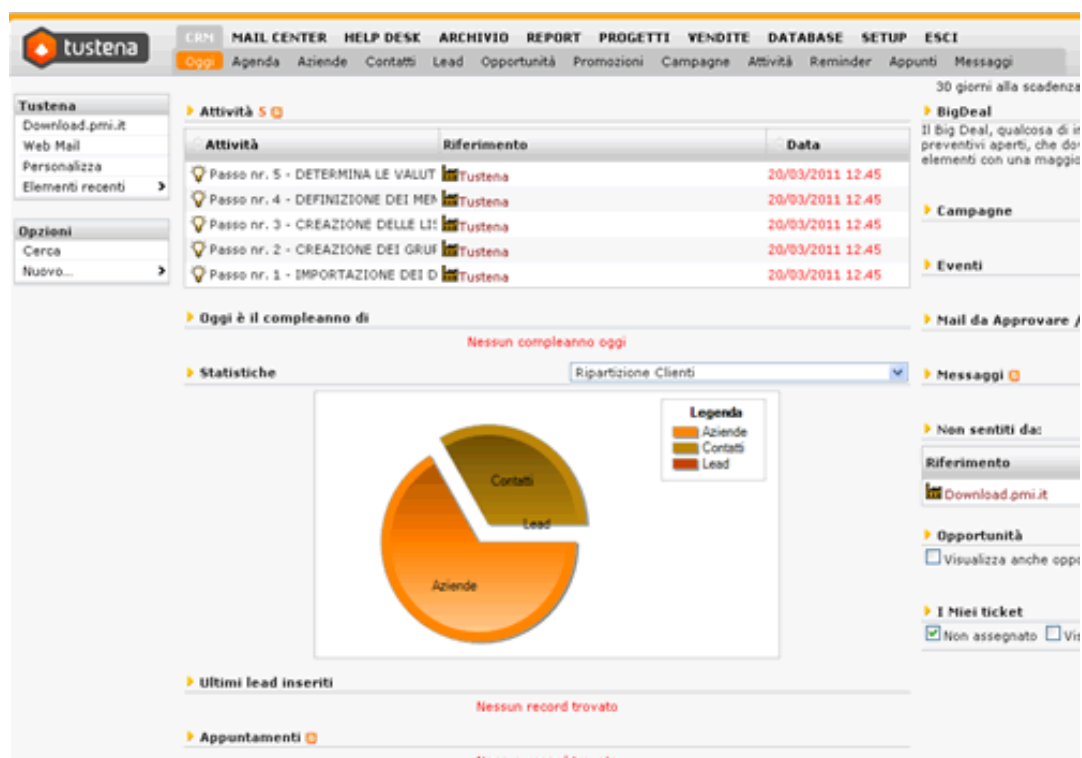 tustena
CRM MAIL CENTER HELP DESK ARCHIVIO REPORT PROGETTI VENDITE DATABASE SETUP ESCI
Oggi Agenda Aziende Contatti Lead Opportunità Promozioni Campagne Attività Reminder Appunti Messaggi
Tustena
Download.pmi.it
Web Mail
Personalizza
Elementi recenti
Opzioni
Cerca
Nuovo...
Attività 5
Attività Riferimento Data
Passo nr. 5 - DETERMINA LE VALUT Tustena 20/03/2011 12.45
Passo nr. 4 - DEFINIZIONE DEI MEN Tustena 20/03/2011 12.45
Passo nr. 3 - CREAZIONE DELLE LIS Tustena 20/03/2011 12.45
Passo nr. 2 - CREAZIONE DEI GRUP Tustena 20/03/2011 12.45
Passo nr. 1 - IMPORTAZIONE DEI D Tustena 20/03/2011 12.45
Oggi è il compleanno di
Nessun compleanno oggi
Statistiche Ripartizione Clienti
Legenda
Aziende
Contatti
Lead
Contatti
Lead
Aziende
Ultimi lead inseriti
Nessun record trovato
Appuntamenti
30 giorni alla scadenza
BigDeal
Il Big Deal, qualcosa di in
preventivi aperti, che dov
elementi con una maggio
Campagne
Eventi
Mail da Approvare /
Messaggi
Non sentiti da:
Riferimento
Download.pmi.it
Opportunità
Visualizza anche oppo
I Miei ticket
Non assegnato Vis